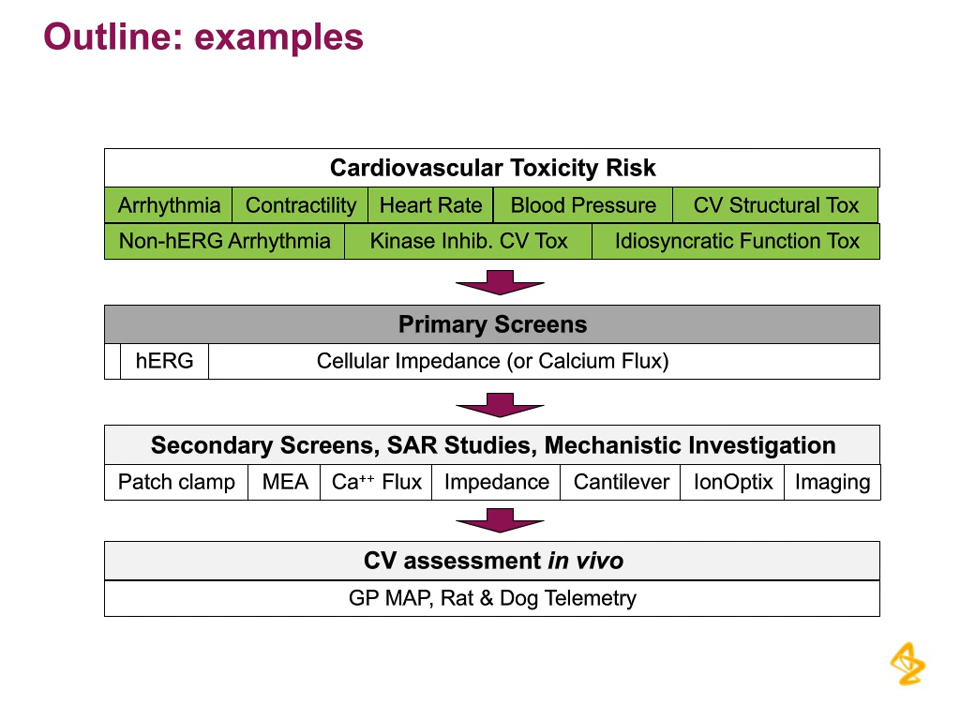 Outline: examples
Cardiovascular Toxicity Risk
Arrhythmia Contractility Heart Rate Blood Pressure CV Structural Tox
Non-hERG Arrhythmia Kinase Inhib. CV Tox Idiosyncratic Function Tox
Primary Screens
hERG Cellular Impedance (or Calcium Flux)
Secondary Screens, SAR Studies, Mechanistic Investigation
Patch clamp MEA Ca⁺⁺ Flux Impedance Cantilever IonOptix Imaging
CV assessment in vivo
GP MAP, Rat & Dog Telemetry